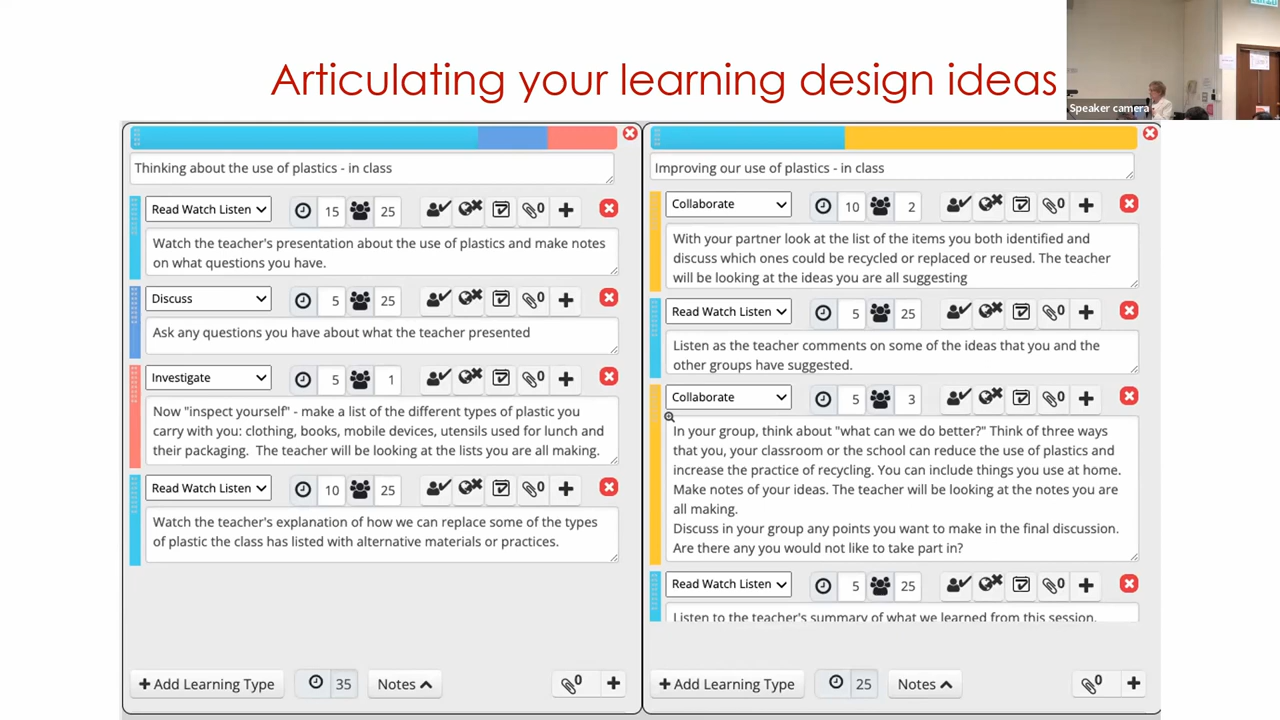 Articulating your learning design ideas
Speaker camera
Thinking about the use of plastics - in class
Read Watch Listen 15 25 0
Watch the teacher's presentation about the use of plastics and make notes
on what questions you have.
Discuss 5 25 0
Ask any questions you have about what the teacher presented
Investigate 5 1 0
Now "inspect yourself" - make a list of the different types of plastic you
carry with you: clothing, books, mobile devices, utensils used for lunch and
their packaging. The teacher will be looking at the lists you are all making.
Read Watch Listen 10 25 0
Watch the teacher's explanation of how we can replace some of the types
of plastic the class has listed with alternative materials or practices.
Add Learning Type 35 Notes 0
Improving our use of plastics - in class
Collaborate 10 2 0
With your partner look at the list of the items you both identified and
discuss which ones could be recycled or replaced or reused. The teacher
will be looking at the ideas you are all suggesting
Read Watch Listen 5 25 0
Listen as the teacher comments on some of the ideas that you and the
other groups have suggested.
Collaborate 5 3 0
In your group, think about "what can we do better?" Think of three ways
that you, your classroom or the school can reduce the use of plastics and
increase the practice of recycling. You can include things you use at home.
Make notes of your ideas. The teacher will be looking at the notes you are
all making.
Discuss in your group any points you want to make in the final discussion.
Are there any you would not like to take part in?
Read Watch Listen 5 25 0
Listen to the teacher's summary of what we learned from this session.
Add Learning Type 25 Notes 0